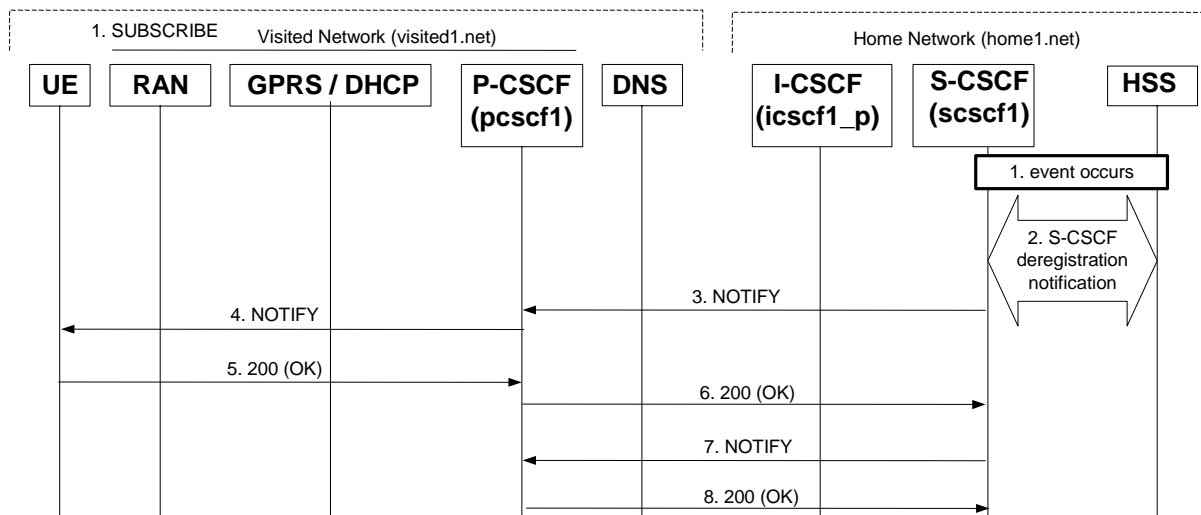 1. SUBSCRIBE
Visited Network (visited1.net)
Home Network (home1.net)
UE
RAN
GPRS / DHCP
P-CSCF
(pcscf1)
DNS
I-CSCF
(icscf1_p)
S-CSCF
(scscf1)
HSS
1. event occurs
2. S-CSCF
deregistration
notification
3. NOTIFY
4. NOTIFY
5. 200 (OK)
6. 200 (OK)
7. NOTIFY
8. 200 (OK)